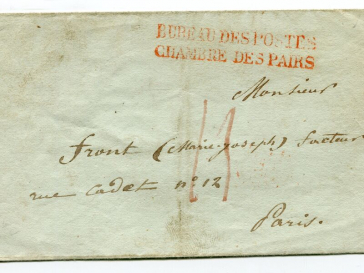 BUREAU DES POSTES
CHAMBRE DES PAIRS
Monsieur
Front (Marie-Joseph) facteur
rue Cadet n° 12
Paris.